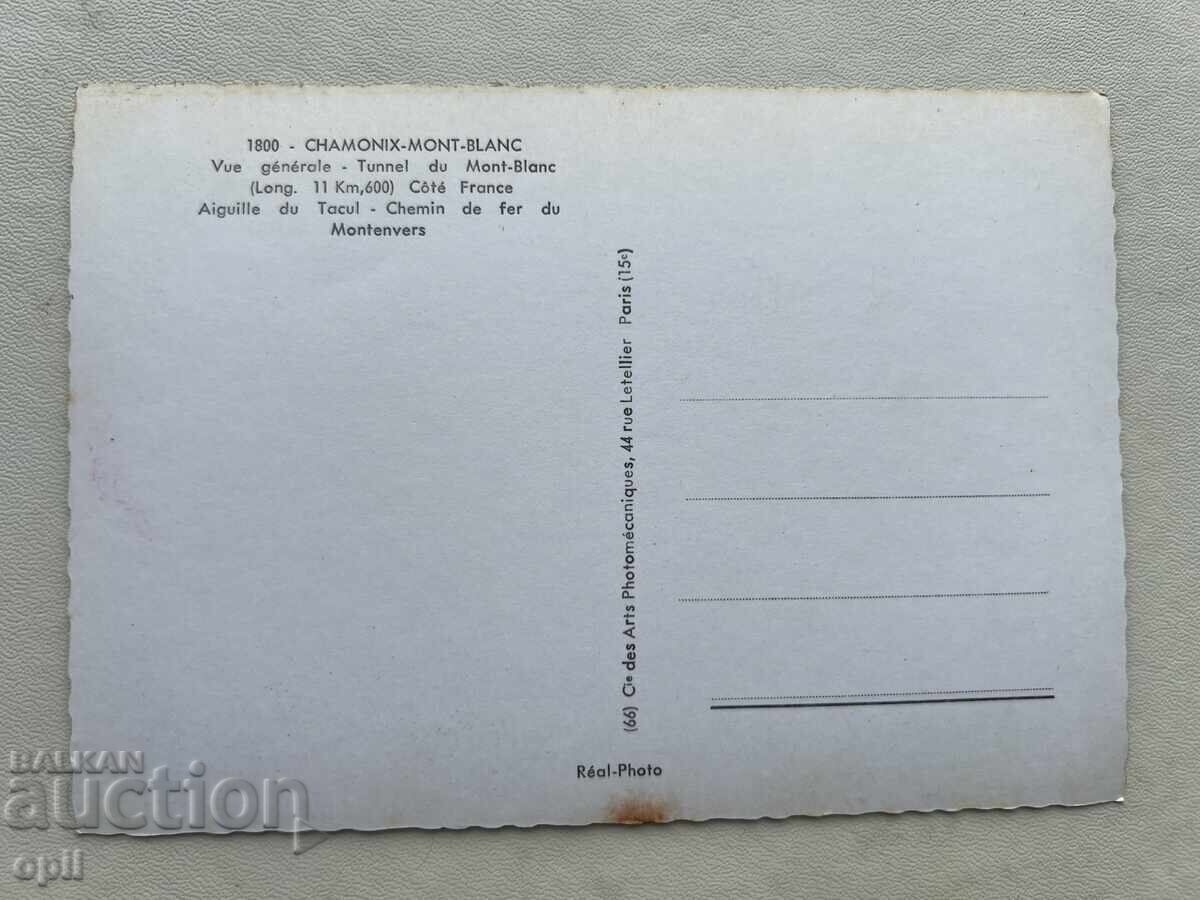 1800 - CHAMONIX-MONT-BLANC
Vue générale - Tunnel du Mont-Blanc
(Long. 11 Km,600) Côté France
Aiguille du Tacul - Chemin de fer du
Montenvers
(66) Cie des Arts Photomécaniques, 44 rue Letellier Paris (15e)
Réal-Photo
BALKAN
auction
opli